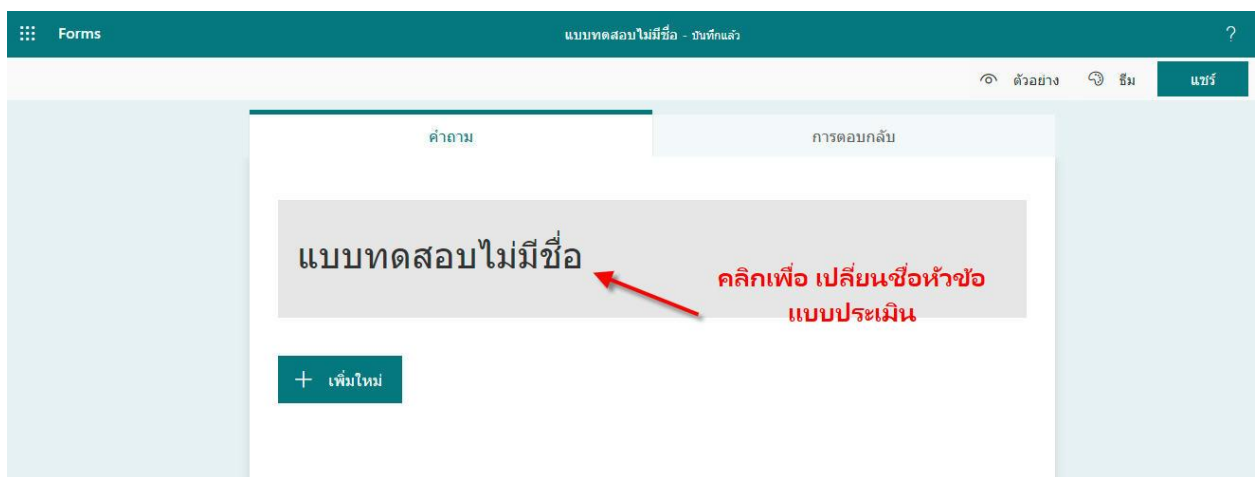 Forms
แบบทดสอบไม่มีชื่อ - บันทึกแล้ว
?
ตัวอย่าง
ธีม
แชร์
คำถาม
การตอบกลับ
แบบทดสอบไม่มีชื่อ
คลิกเพื่อ เปลี่ยนชื่อหัวข้อ
แบบประเมิน
+ เพิ่มใหม่